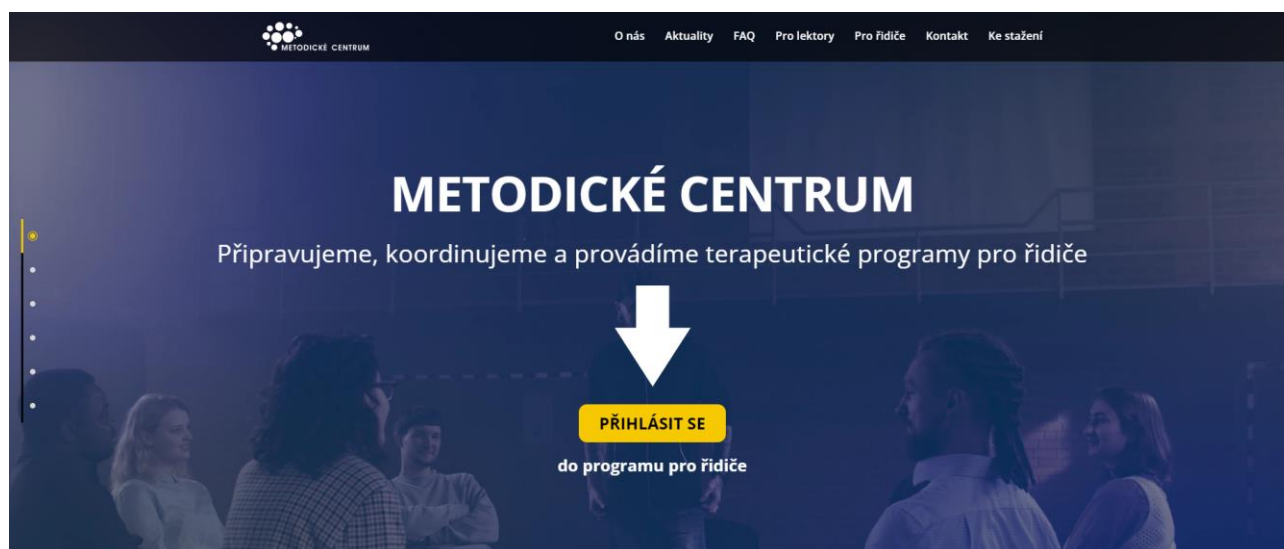 METODICKÉ CENTRUM
O nás Aktuality FAQ Pro lektory Pro řidiče Kontakt Ke stažení
METODICKÉ CENTRUM
Připravujeme, koordinujeme a provádíme terapeutické programy pro řidiče
PŘIHLÁSIT SE
do programu pro řidiče